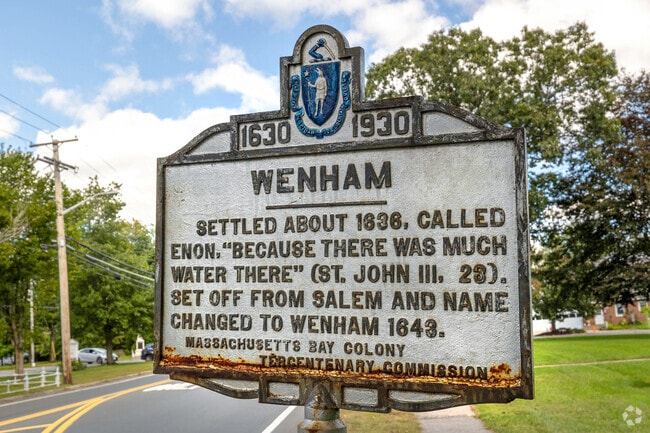 1630 1930
WENHAM
SETTLED ABOUT 1636, CALLED
ENON, "BECAUSE THERE WAS MUCH
WATER THERE" (ST. JOHN III, 23).
SET OFF FROM SALEM AND NAME
CHANGED TO WENHAM 1643.
MASSACHUSETTS BAY COLONY
TERCENTENARY COMMISSION